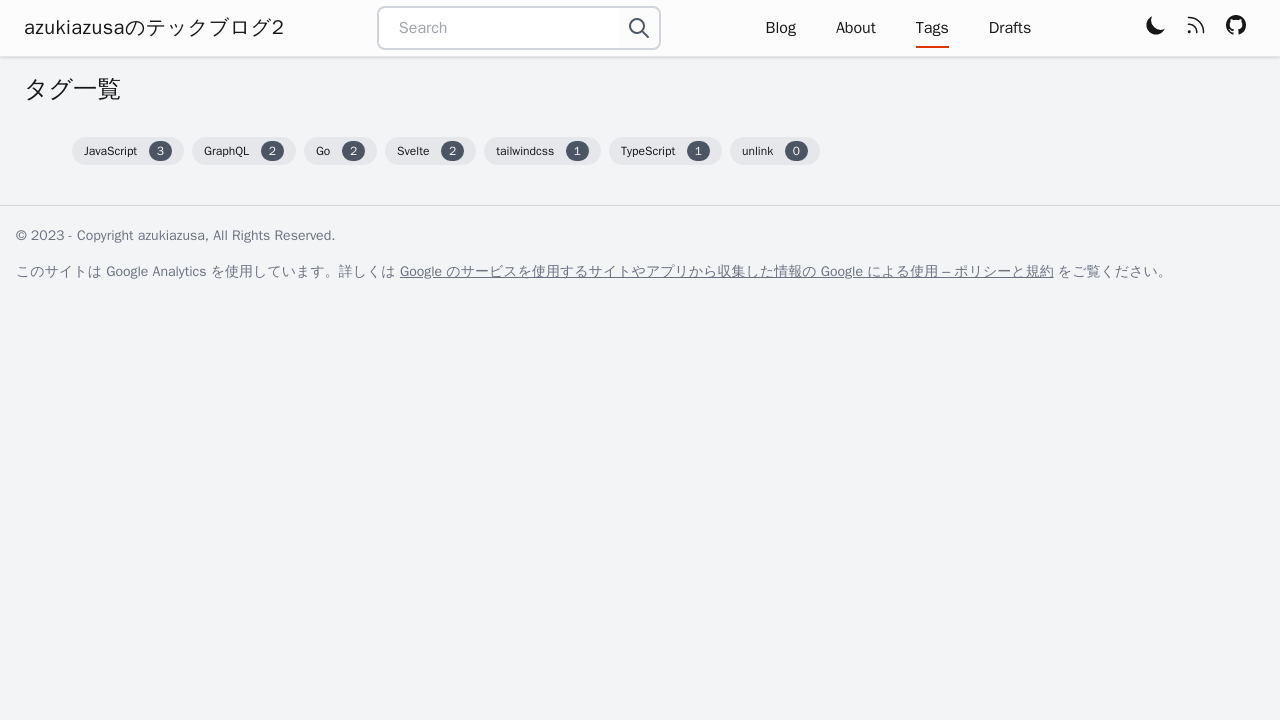 azukiazusaのテックブログ2
Search
Blog
About
Tags
Drafts
タグ一覧
JavaScript 3
GraphQL 2
Go 2
Svelte 2
tailwindcss 1
TypeScript 1
unlink 0
© 2023 - Copyright azukiazusa, All Rights Reserved.
このサイトは Google Analytics を使用しています。詳しくは Google のサービスを使用するサイトやアプリから収集した情報の Google による使用 – ポリシーと規約 をご覧ください。